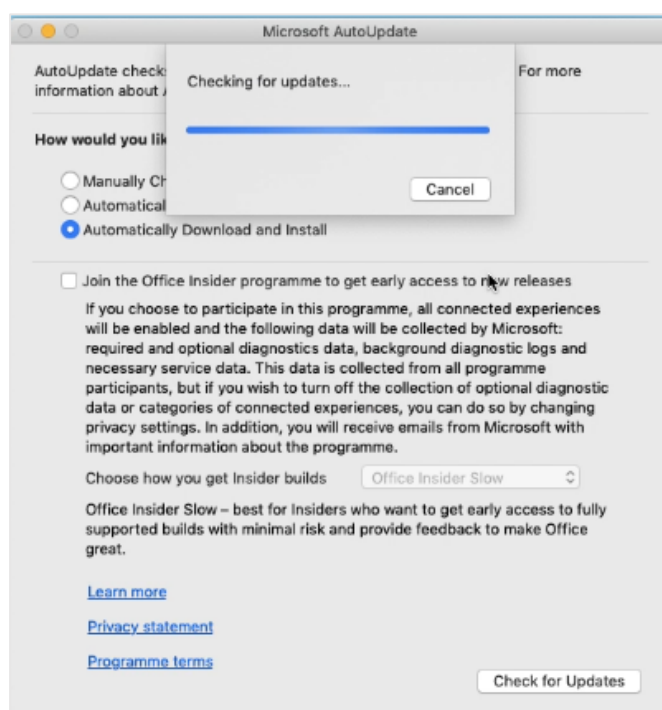 Microsoft AutoUpdate
AutoUpdate check
For more
information about
Checking for updates...
Cancel
How would you lik
Manually Ch
Automatical
Automatically Download and Install
Join the Office Insider programme to get early access to new releases
If you choose to participate in this programme, all connected experiences
will be enabled and the following data will be collected by Microsoft:
required and optional diagnostics data, background diagnostic logs and
necessary service data. This data is collected from all programme
participants, but if you wish to turn off the collection of optional diagnostic
data or categories of connected experiences, you can do so by changing
privacy settings. In addition, you will receive emails from Microsoft with
important information about the programme.
Choose how you get Insider builds Office Insider Slow
Office Insider Slow – best for Insiders who want to get early access to fully
supported builds with minimal risk and provide feedback to make Office
great.
Learn more
Privacy statement
Programme terms
Check for Updates